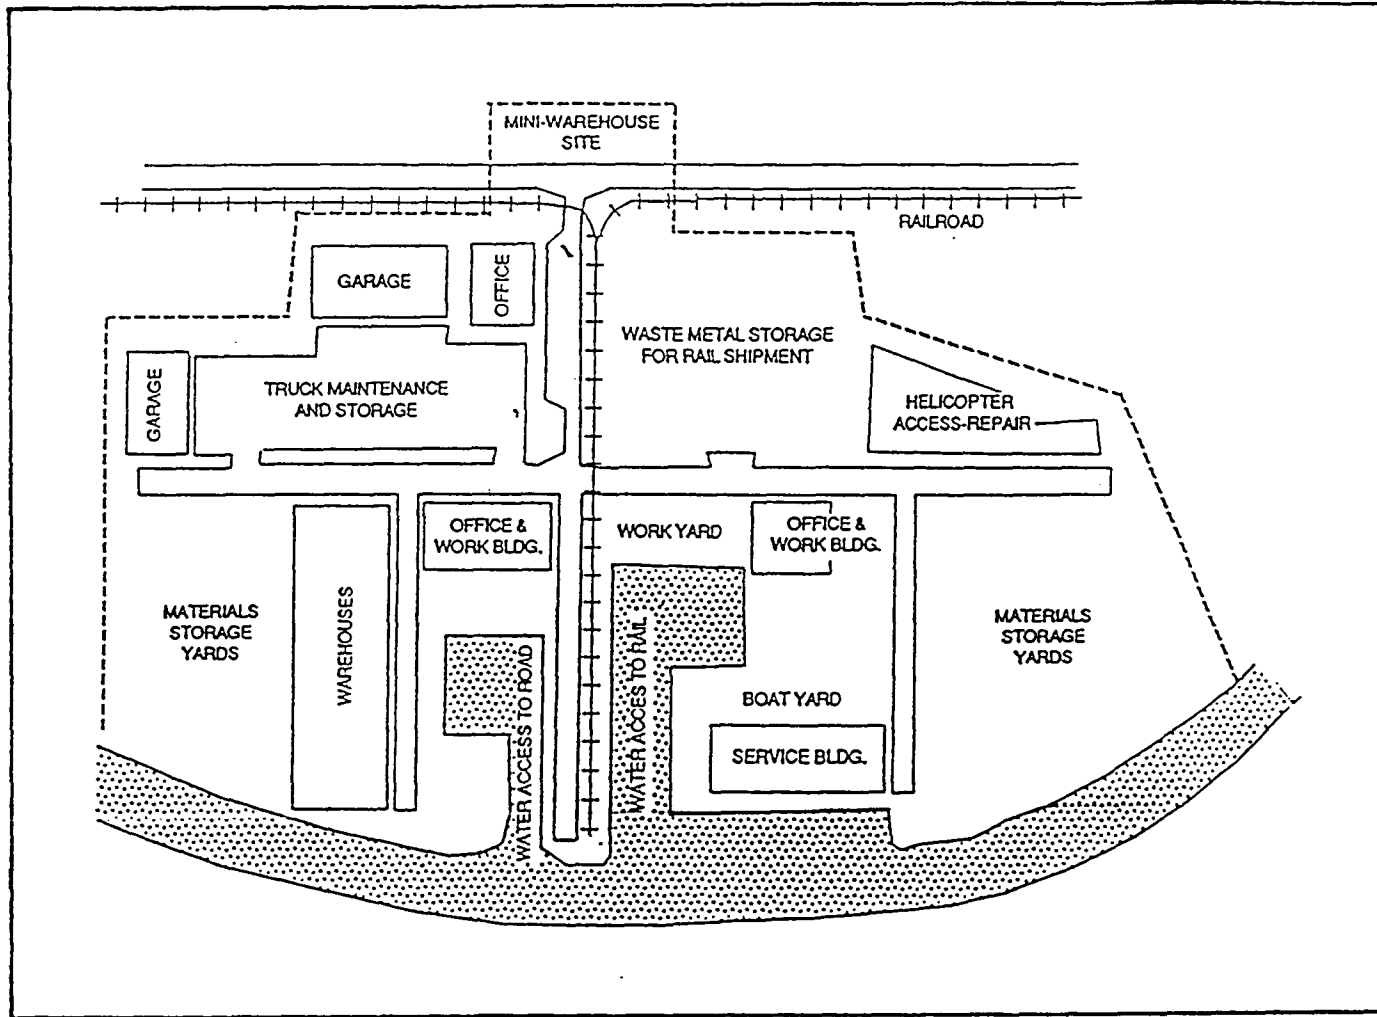 MINI-WAREHOUSE
SITE
RAILROAD
GARAGE
OFFICE
WASTE METAL STORAGE
FOR RAIL SHIPMENT
GARAGE
TRUCK MAINTENANCE
AND STORAGE
HELICOPTER
ACCESS-REPAIR
OFFICE &
WORK BLDG.
WORK YARD
OFFICE &
WORK BLDG.
MATERIALS
STORAGE
YARDS
WAREHOUSES
WATER ACCESS TO ROAD
WATER ACCES TO RAIL
MATERIALS
STORAGE
YARDS
BOAT YARD
SERVICE BLDG.